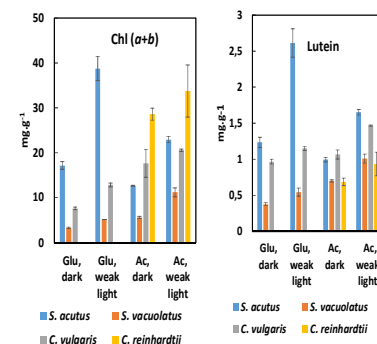 Chl (a+b)
mg.g-1
50
40
30
20
10
0
Glu, dark
Glu, weak light
Ac, dark
Ac, weak light
S. acutus
S. vacuolatus
C. vulgaris
C. reinhardtii
Lutein
mg.g-1
3
2,5
2
1,5
1
0,5
0
Glu, dark
Glu, weak light
Ac, dark
Ac, weak light
S. acutus
S. vacuolatus
C. vulgaris
C. reinhardtii